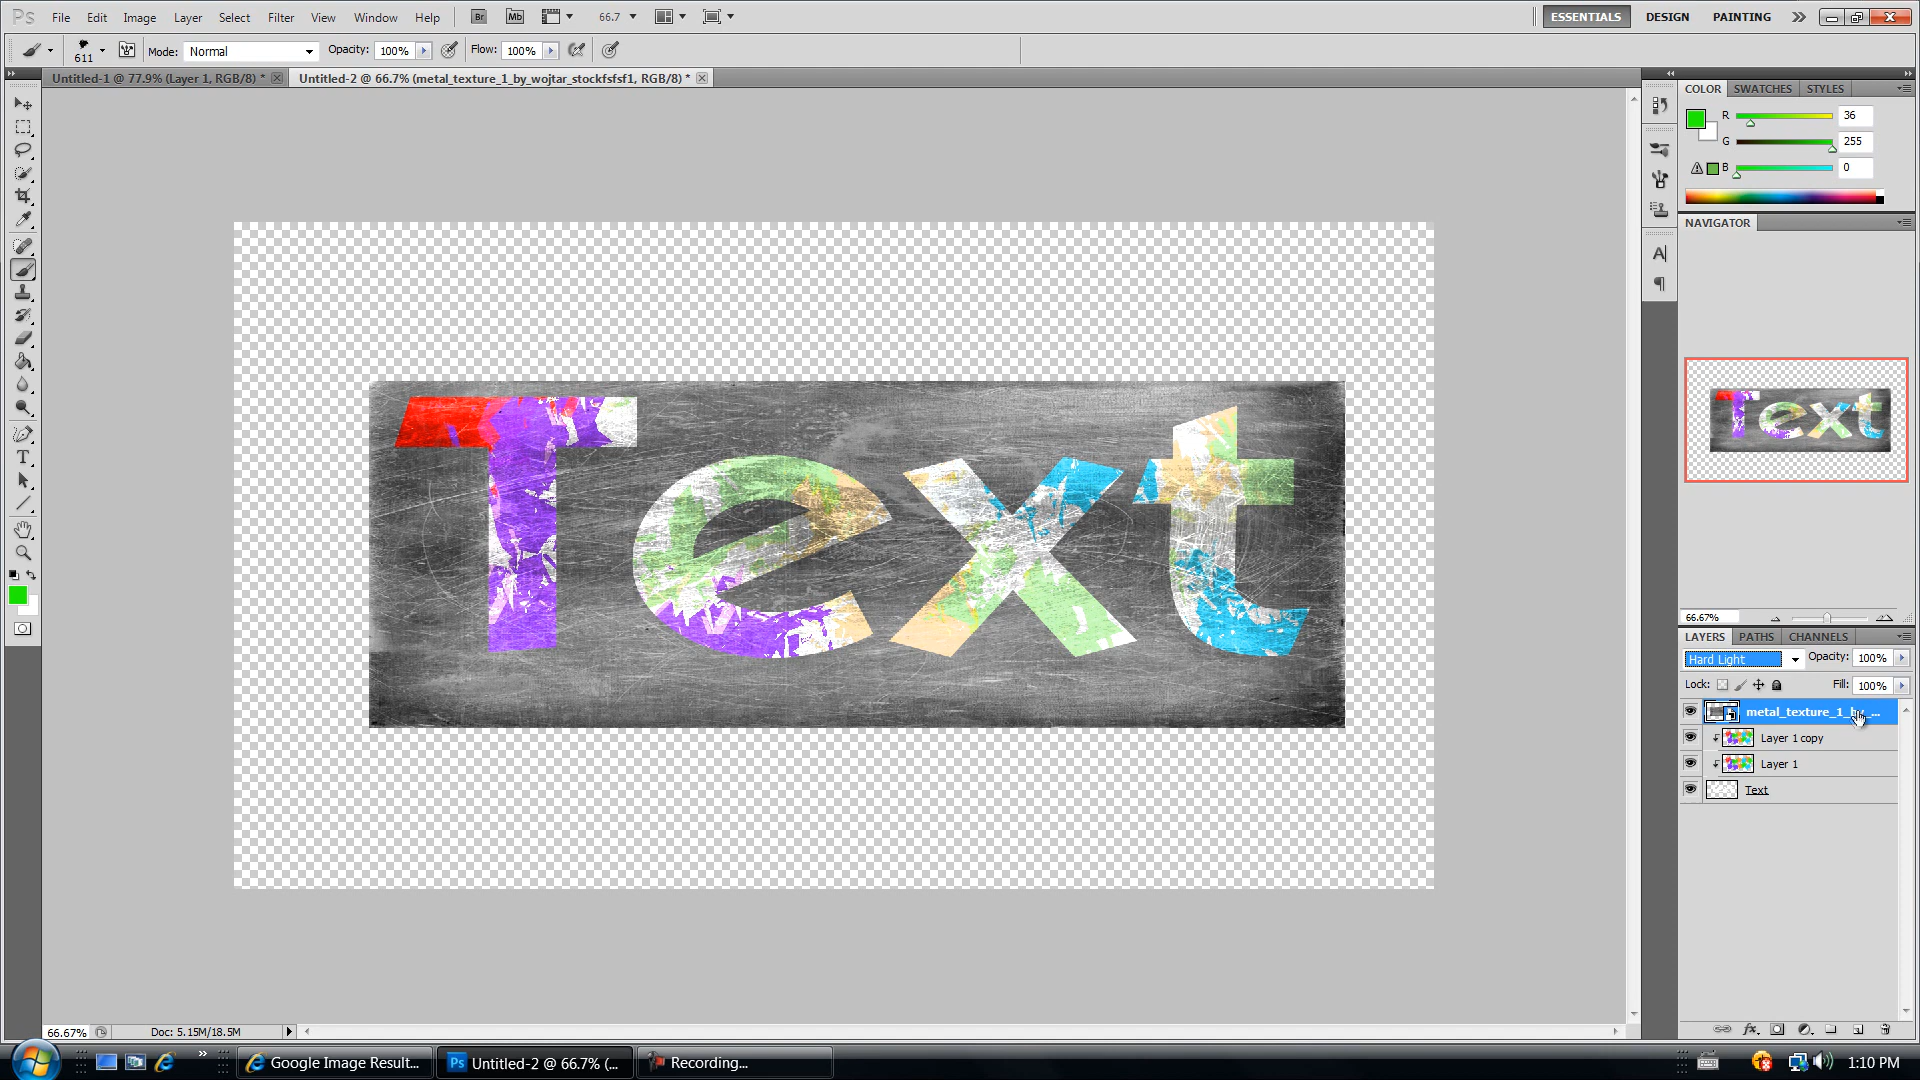 Ps File Edit Image Layer Select Filter View Window Help Br Mb 66.7 ESSENTIALS DESIGN PAINTING
611 Mode: Normal Opacity: 100% Flow: 100%
Untitled-1 @ 77.9% (Layer 1, RGB/8) * Untitled-2 @ 66.7% (metal_texture_1_by_wojtar_stockfsfsf1, RGB/8) *
COLOR SWATCHES STYLES
R 36
G 255
B 0
NAVIGATOR
Text
Text
66.67%
LAYERS PATHS CHANNELS
Hard Light Opacity: 100%
Lock: Fill: 100%
metal_texture_1_by_...
Layer 1 copy
Layer 1
Text
66.67% Doc: 5.15M/18.5M
Google Image Result... Ps Untitled-2 @ 66.7% (... Recording... 1:10 PM